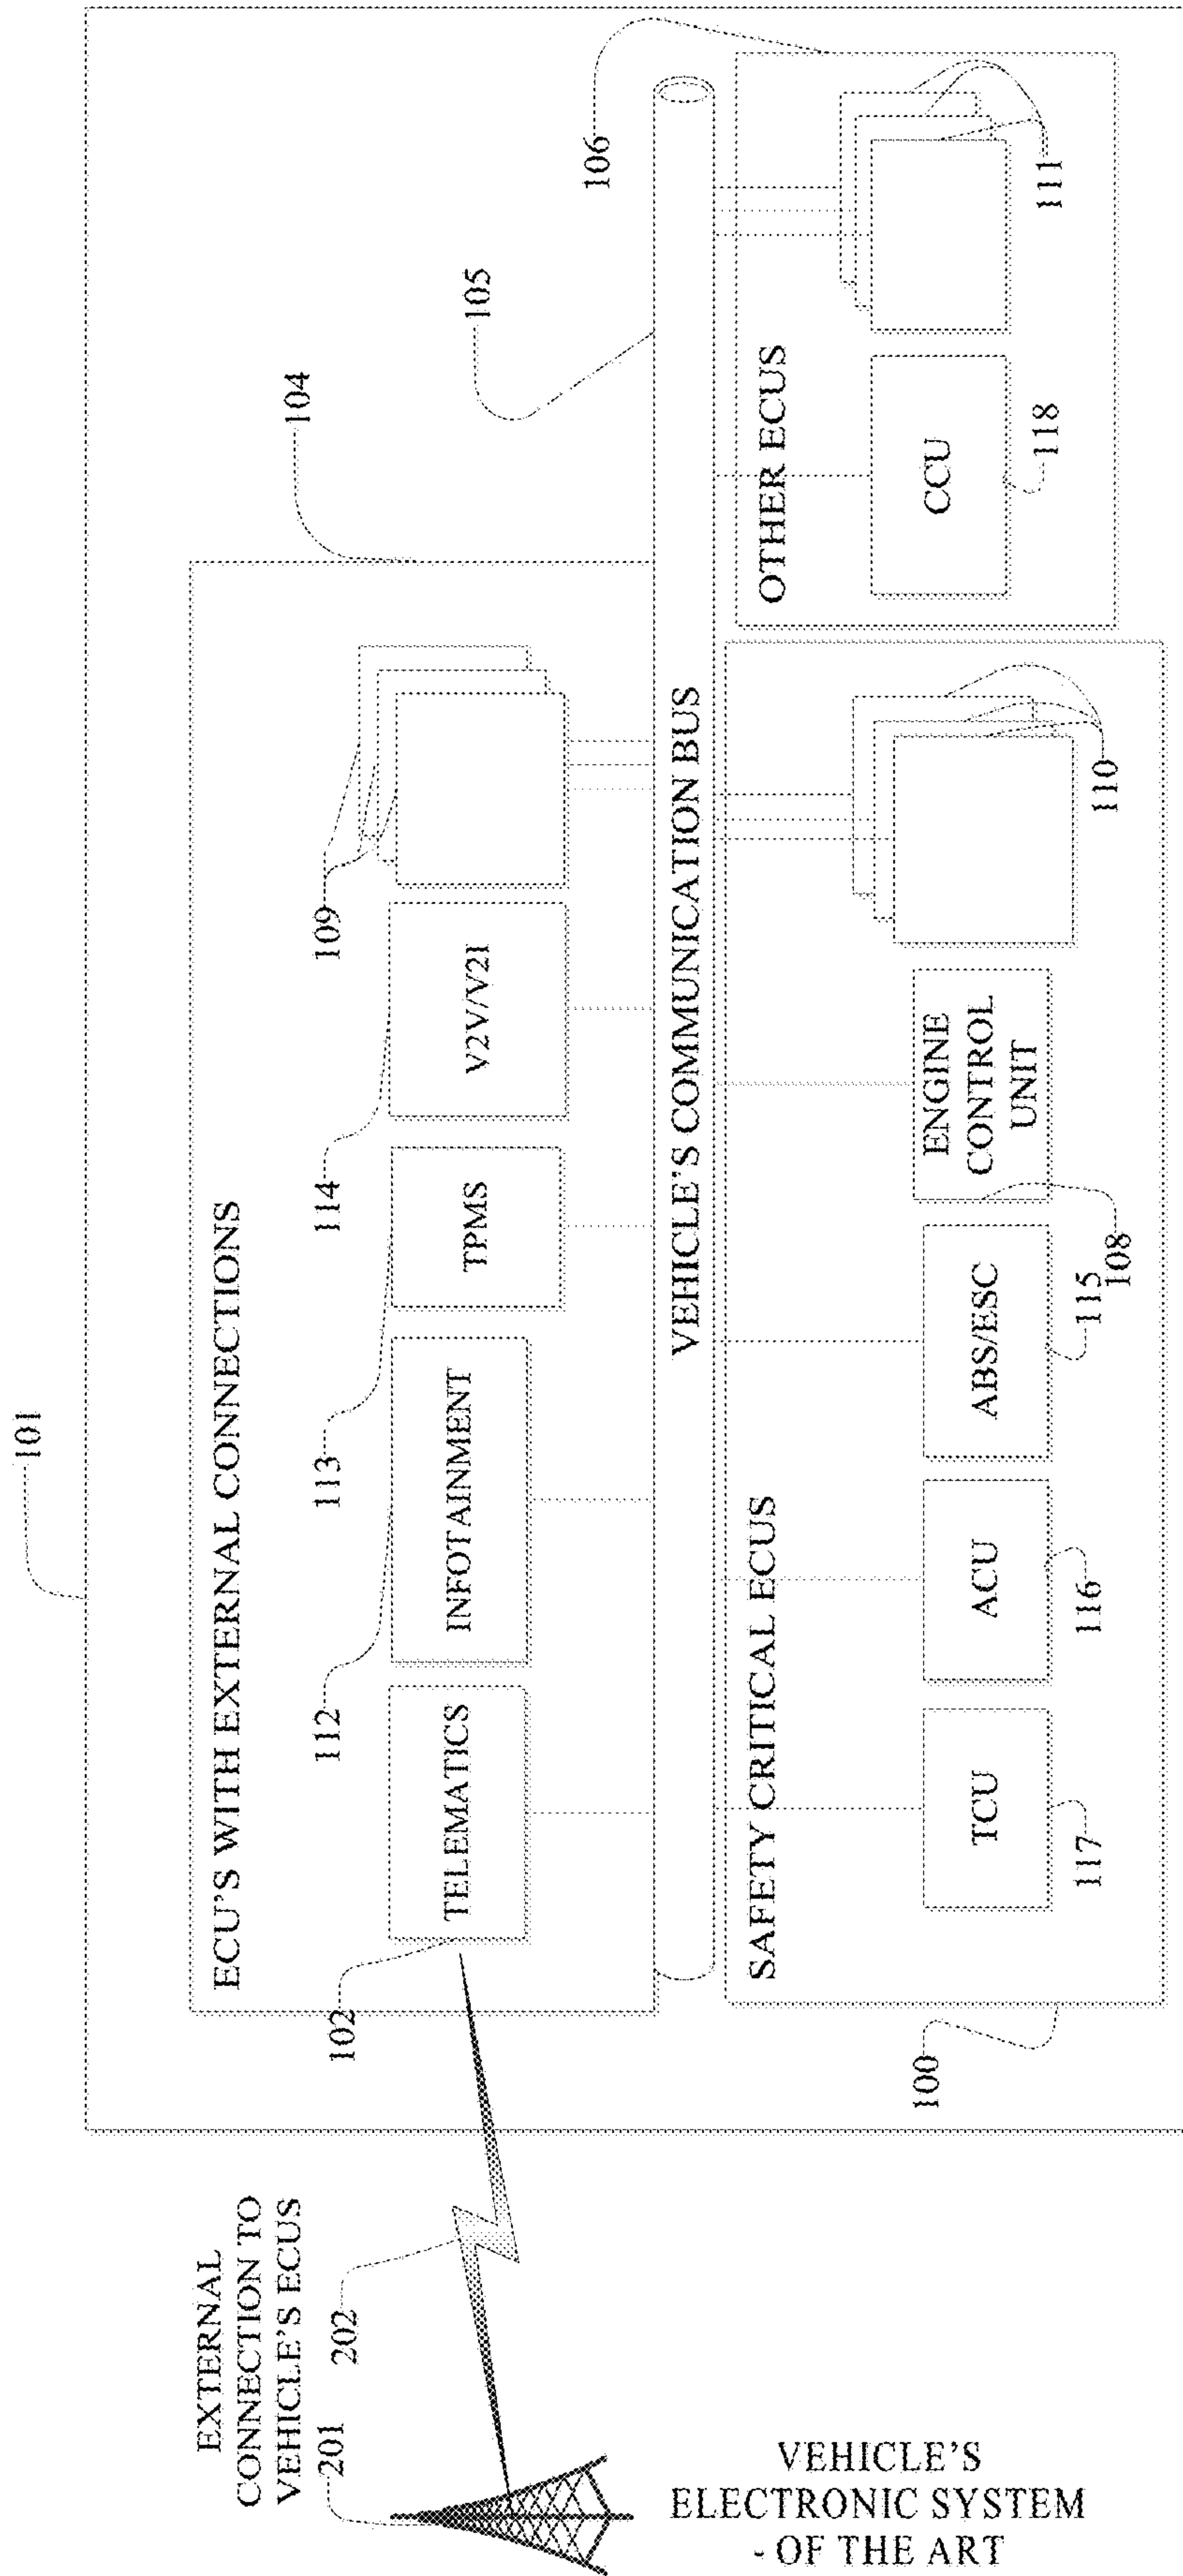 101
104
105
106
ECU'S WITH EXTERNAL CONNECTIONS
EXTERNAL
CONNECTION TO
VEHICLE'S ECUS
201
202
102
112
113
114
109
TELEMATICS
INFOTAINMENT
TPMS
V2V/V2I
VEHICLE'S COMMUNICATION BUS
SAFETY CRITICAL ECUS
OTHER ECUS
TCU
ACU
ABS/ESC
ENGINE
CONTROL
UNIT
CCU
100
117
116
115
108
110
118
111
VEHICLE'S
ELECTRONIC SYSTEM
- OF THE ART